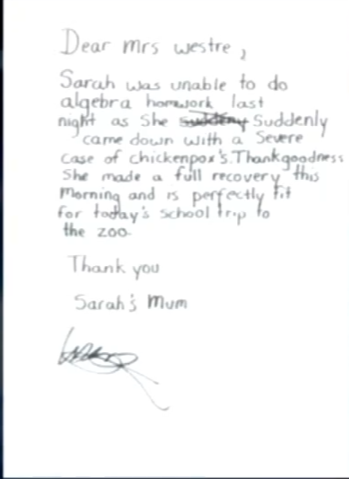 Dear Mrs westre,
Sarah was unable to do
algebra homework last
night as She suddenly Suddenly
came down with a Severe
case of chickenpox's. Thankgoodness
She made a full recovery this
morning and is perfectly fit
for today's school trip to
the zoo.
Thank you
Sarah's Mum